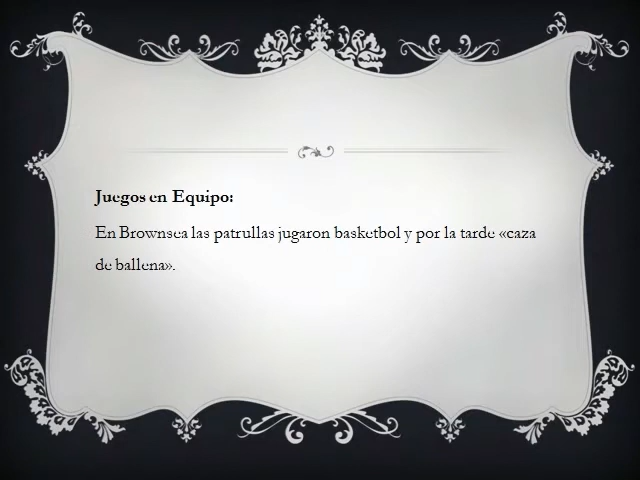 Juegos en Equipo:
En Brownsea las patrullas jugaron basketbol y por la tarde «caza
de ballena».